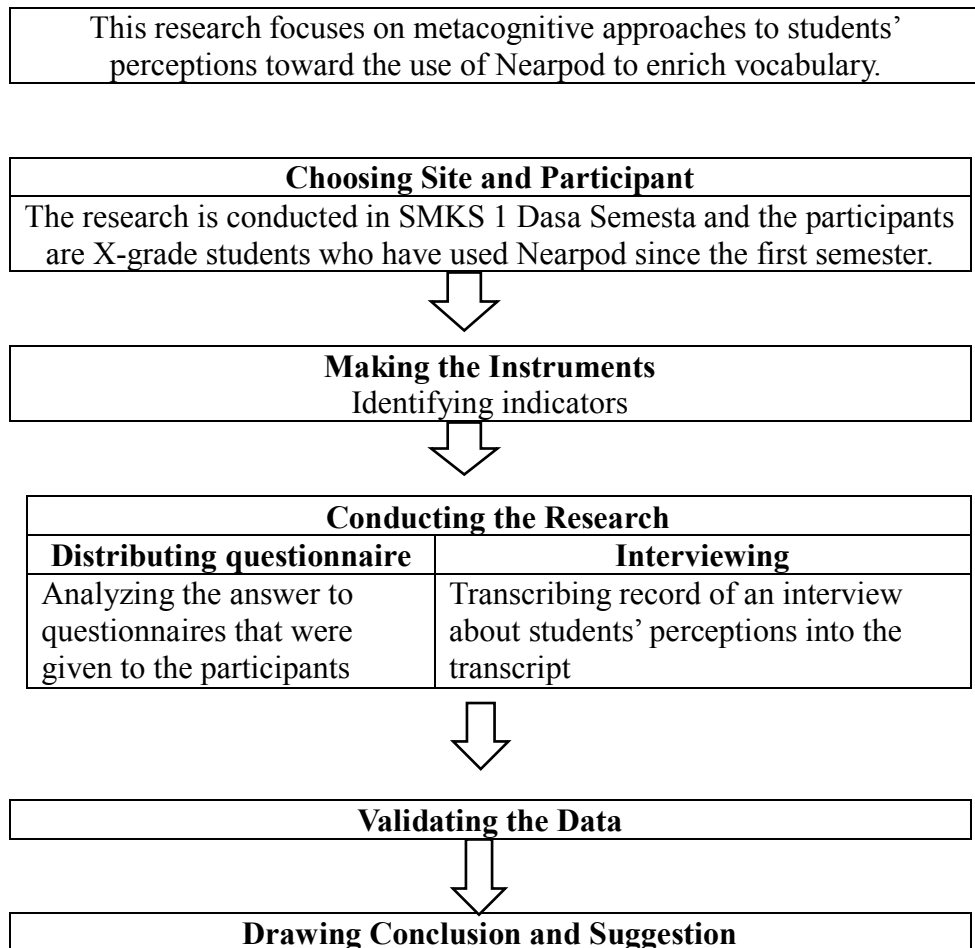 This research focuses on metacognitive approaches to students’
perceptions toward the use of Nearpod to enrich vocabulary.
Choosing Site and Participant
The research is conducted in SMKS 1 Dasa Semesta and the participants
are X-grade students who have used Nearpod since the first semester.
Making the Instruments
Identifying indicators
Conducting the Research
Distributing questionnaire
Analyzing the answer to
questionnaires that were
given to the participants
Interviewing
Transcribing record of an interview
about students’ perceptions into the
transcript
Validating the Data
Drawing Conclusion and Suggestion